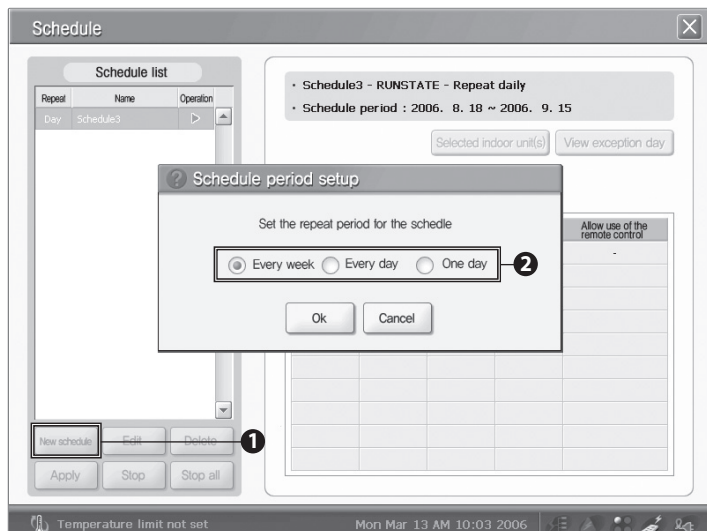 Schedule
Schedule list
Repeat Name Operation
Day Schedule3
· Schedule3 - RUNSTATE - Repeat daily
· Schedule period : 2006. 8. 18 ~ 2006. 9. 15
Selected indoor unit(s) View exception day
Schedule period setup
Set the repeat period for the schedle
Every week Every day One day
2
Ok Cancel
Allow use of the
remote control
-
New schedule Edit Delete
1
Apply Stop Stop all
Temperature limit not set Mon Mar 13 AM 10:03 2006